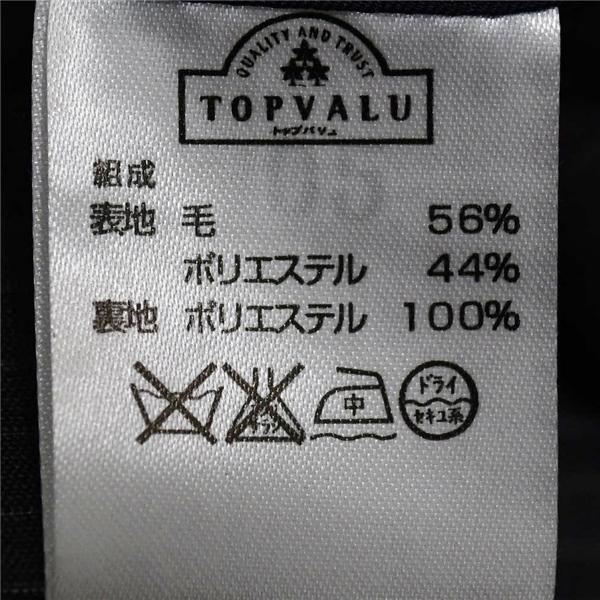 QUALITY AND TRUST
TOPVALU
トップバリュ
組成
表地 毛 56%
ポリエステル 44%
裏地 ポリエステル 100%
中 ドライ
セキユ系